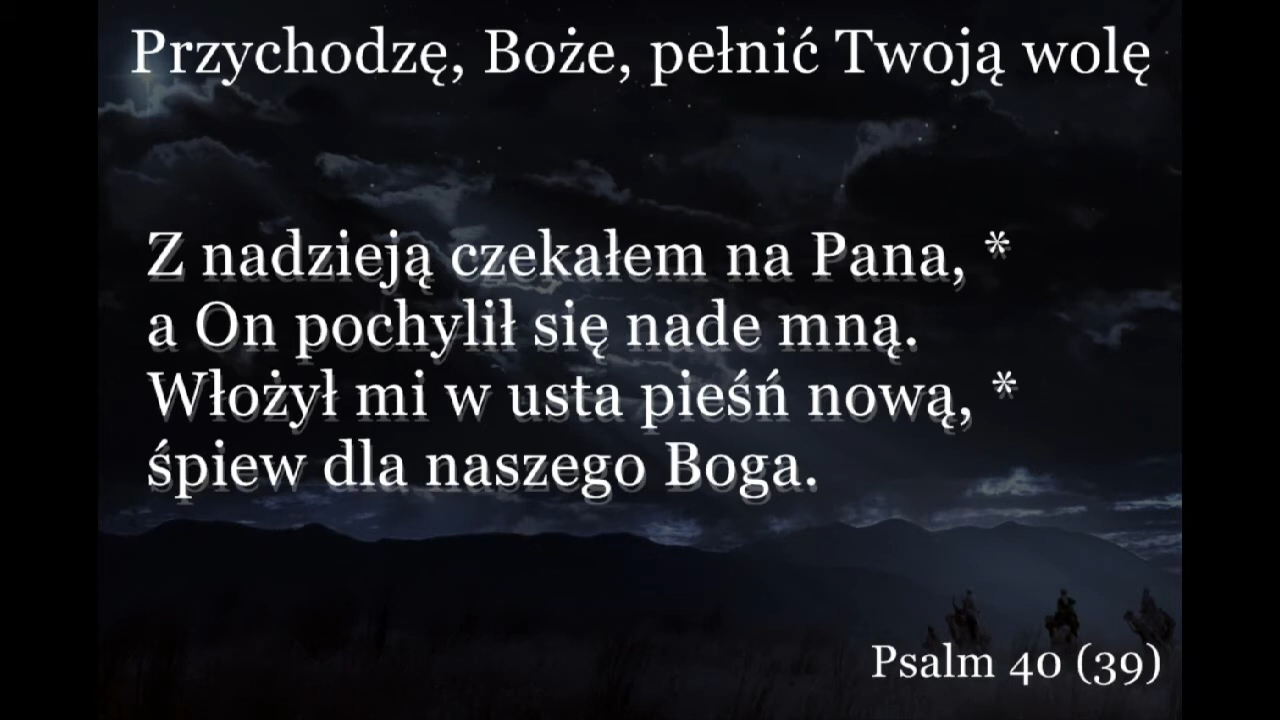 Przychodzę, Boże, pełnić Twoją wolę
Z nadzieją czekałem na Pana, *
a On pochylił się nade mną.
Włożył mi w usta pieśń nową, *
śpiew dla naszego Boga.
Psalm 40 (39)